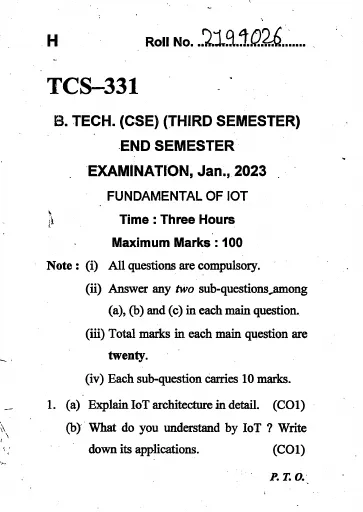 H Roll No. ..2194026......
TCS–331
B. TECH. (CSE) (THIRD SEMESTER)
END SEMESTER
EXAMINATION, Jan., 2023
FUNDAMENTAL OF IOT
Time : Three Hours
Maximum Marks : 100
Note : (i) All questions are compulsory.
(ii) Answer any two sub-questions among
(a), (b) and (c) in each main question.
(iii) Total marks in each main question are
twenty.
(iv) Each sub-question carries 10 marks.
1. (a) Explain IoT architecture in detail. (CO1)
(b) What do you understand by IoT ? Write
down its applications. (CO1)
P. T. O.